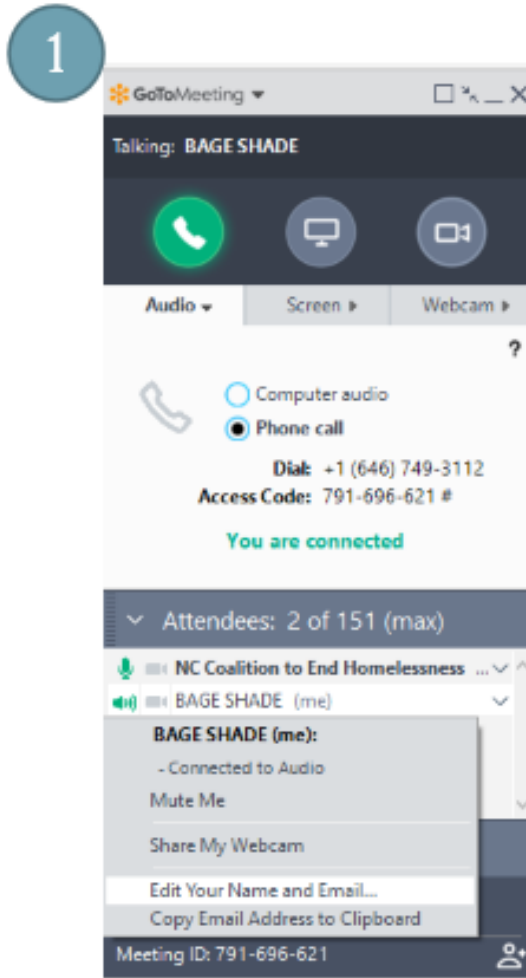 1
GoToMeeting
Talking: BAGE SHADE
Audio Screen Webcam
?
Computer audio
Phone call
Dial: +1 (646) 749-3112
Access Code: 791-696-621 #
You are connected
Attendees: 2 of 151 (max)
NC Coalition to End Homelessness ...
BAGE SHADE (me)
BAGE SHADE (me):
- Connected to Audio
Mute Me
Share My Webcam
Edit Your Name and Email...
Copy Email Address to Clipboard
Meeting ID: 791-696-621